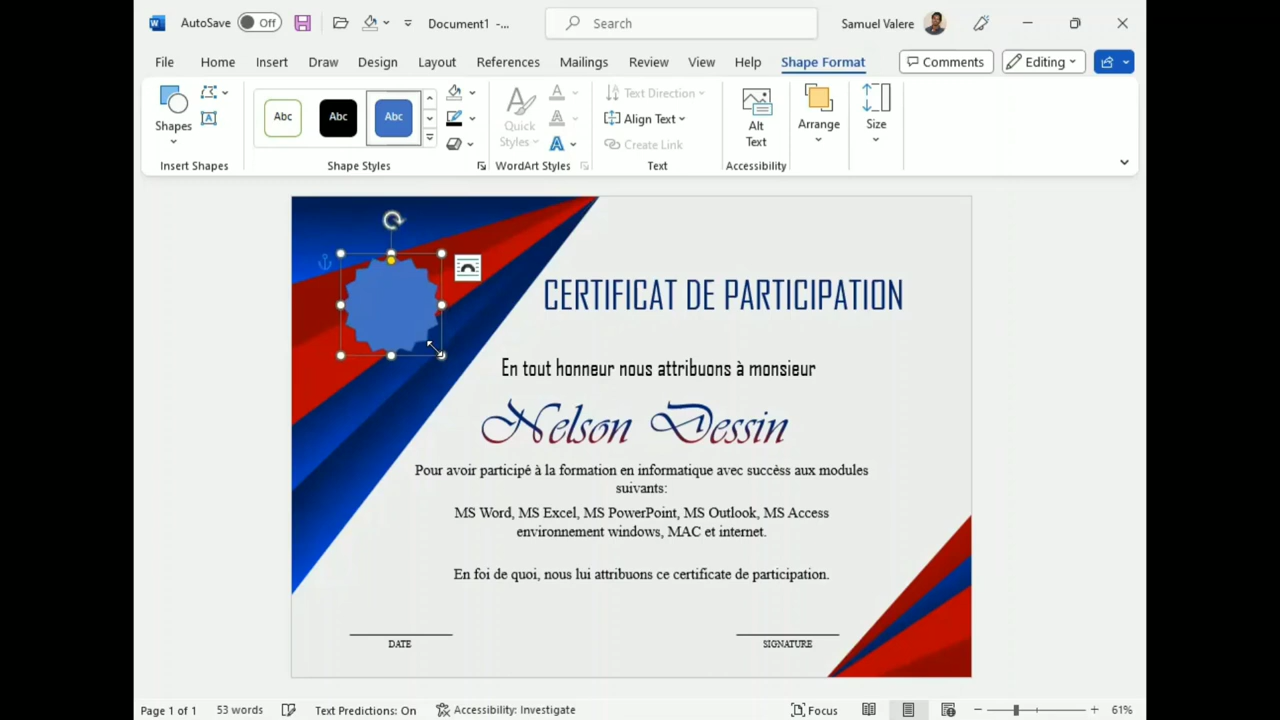 AutoSave Off Document1 -... Search Samuel Valere
File Home Insert Draw Design Layout References Mailings Review View Help Shape Format Comments Editing
Shapes
Insert Shapes
Abc Abc Abc
Shape Styles
Quick
Styles
WordArt Styles
Text Direction
Align Text
Create Link
Text
Alt
Text
Accessibility
Arrange
Size
CERTIFICAT DE PARTICIPATION
En tout honneur nous attribuons à monsieur
Nelson Dessin
Pour avoir participé à la formation en informatique avec succès aux modules
suivants:
MS Word, MS Excel, MS PowerPoint, MS Outlook, MS Access
environnement windows, MAC et internet.
En foi de quoi, nous lui attribuons ce certificate de participation.
DATE SIGNATURE
Page 1 of 1 53 words Text Predictions: On Accessibility: Investigate Focus 61%